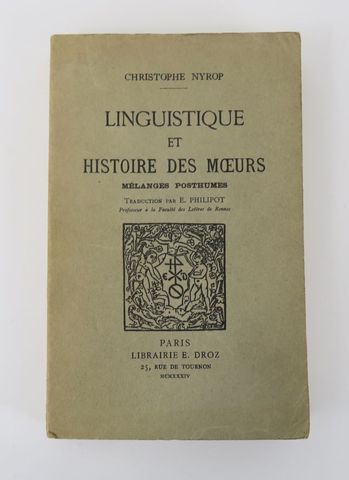 CHRISTOPHE NYROP
LINGUISTIQUE
ET
HISTOIRE DES MŒURS
MÉLANGES POSTHUMES
TRADUCTION PAR E. PHILIPOT
Professeur à la Faculté des Lettres de Rennes
E D
PARIS
LIBRAIRIE E. DROZ
25, RUE DE TOURNON
MCMXXXIV